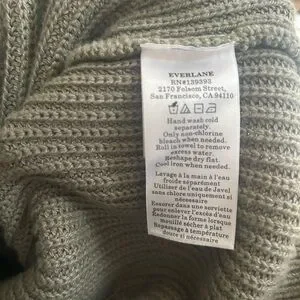 EVERLANE
RN#139393
2170 Folsom Street,
San Francisco, CA 94110
Hand wash cold
separately.
Only non-chlorine
bleach when needed.
Roll in towel to remove
excess water.
Reshape dry flat.
Cool iron when needed.
Lavage à la main à l'eau
froide séparément
Utiliser de l'eau de Javel
sans chlore uniquement si
nécessaire
Essorer dans une serviette
pour enlever l'excès d'eau
Redonner la forme lorsque
mouillé sécher à plat
Repassage à température
douce si nécessaire